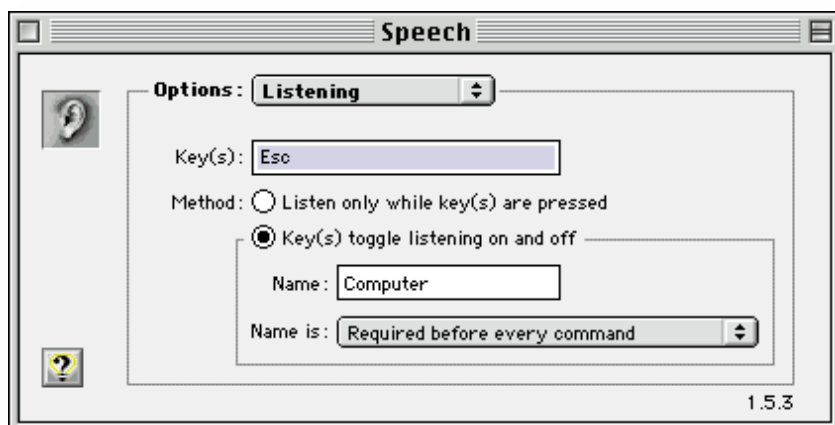 Speech
Options: Listening
Key(s): Esc
Method: Listen only while key(s) are pressed
Key(s) toggle listening on and off
Name: Computer
Name is: Required before every command
?
1.5.3